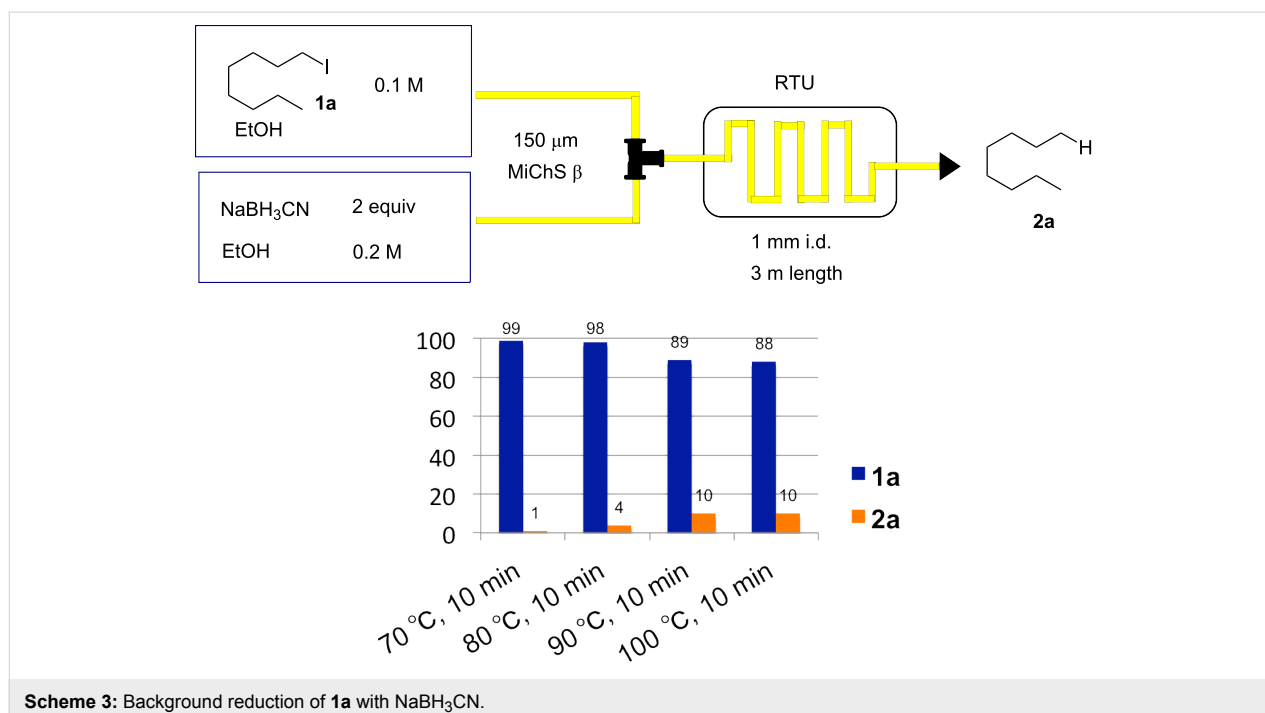 I
1a
0.1 M
EtOH
NaBH₃CN 2 equiv
EtOH 0.2 M
150 μm
MiChS β
RTU
1 mm i.d.
3 m length
H
2a
100
80
60
40
20
0
99
1
98
4
89
10
88
10
70 °C, 10 min
80 °C, 10 min
90 °C, 10 min
100 °C, 10 min
1a
2a
Scheme 3: Background reduction of 1a with NaBH₃CN.